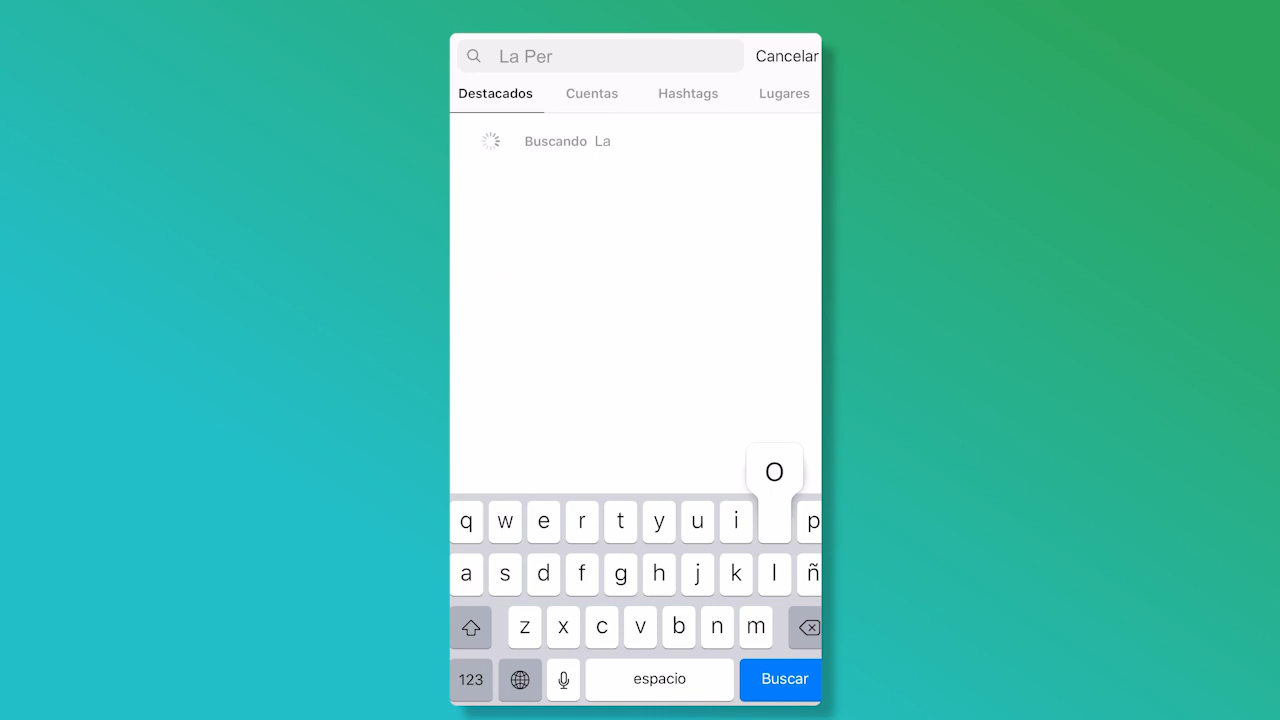 La Per Cancelar
Destacados Cuentas Hashtags Lugares
Buscando La
O
q w e r t y u i p
a s d f g h j k l ñ
z x c v b n m
123 espacio Buscar